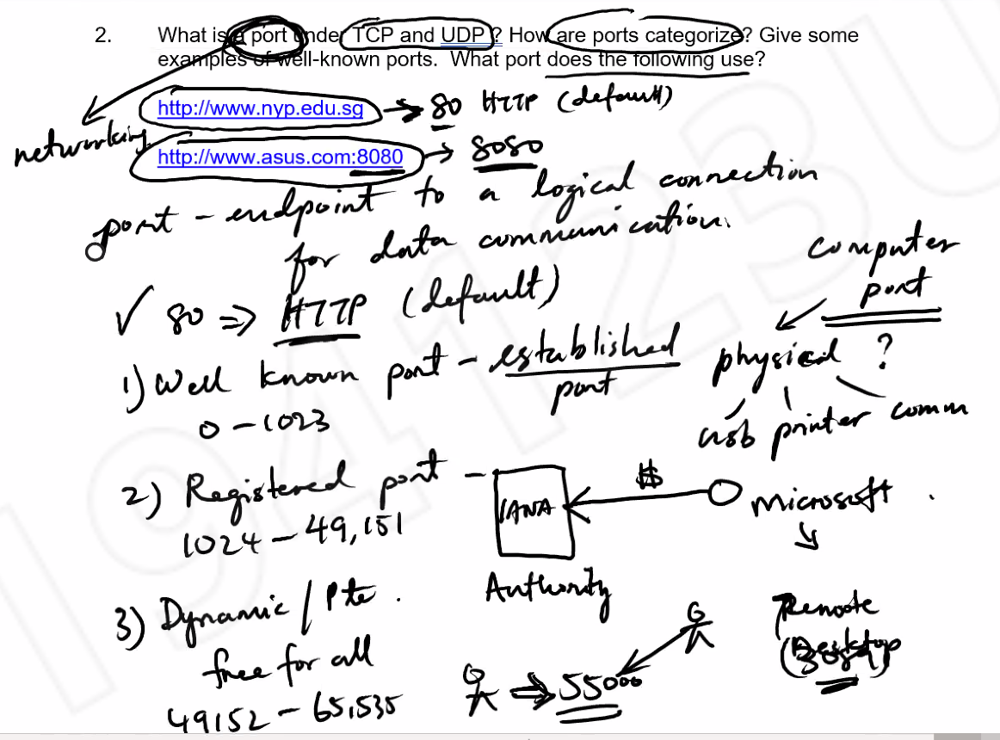 2. What is a port under TCP and UDP? How are ports categorize? Give some
examples of well-known ports. What port does the following use?
http://www.nyp.edu.sg → 80 HTTP (default)
networking
http://www.asus.com:8080 → 8080
port - endpoint to a logical connection
for data communication.
computer
port
✓ 80 => HTTP (default)
physical ?
1) Well known port - established
port
0 - 1023
usb printer comm
2) Registered port - IANA $ Microsoft
1024 - 49,151
Authority
3) Dynamic / Pte.
Remote
Desktop
free for all
55000
49152 - 65,535
1941123U